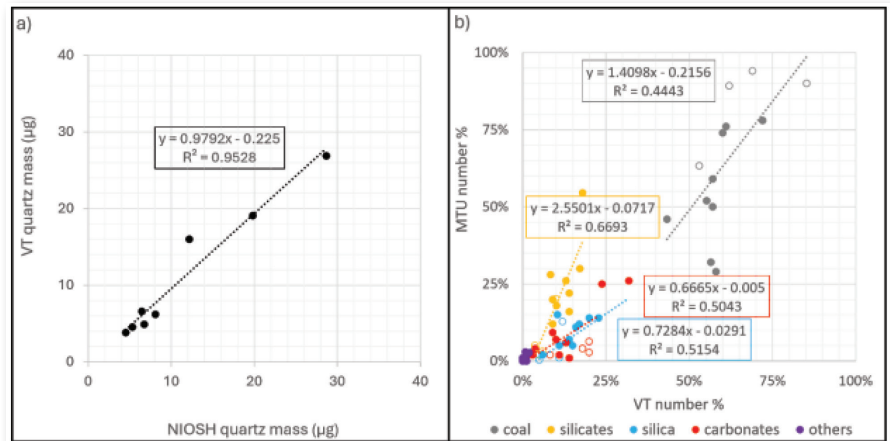 a)
40
30
20
10
0
0 10 20 30 40
VT quartz mass (µg)
NIOSH quartz mass (µg)
y = 0.9792x - 0.225
R² = 0.9528
b)
100%
75%
50%
25%
0%
0% 25% 50% 75% 100%
MTU number %
VT number %
y = 1.4098x - 0.2156
R² = 0.4443
y = 2.5501x - 0.0717
R² = 0.6693
y = 0.6665x - 0.005
R² = 0.5043
y = 0.7284x - 0.0291
R² = 0.5154
coal silicates silica carbonates others